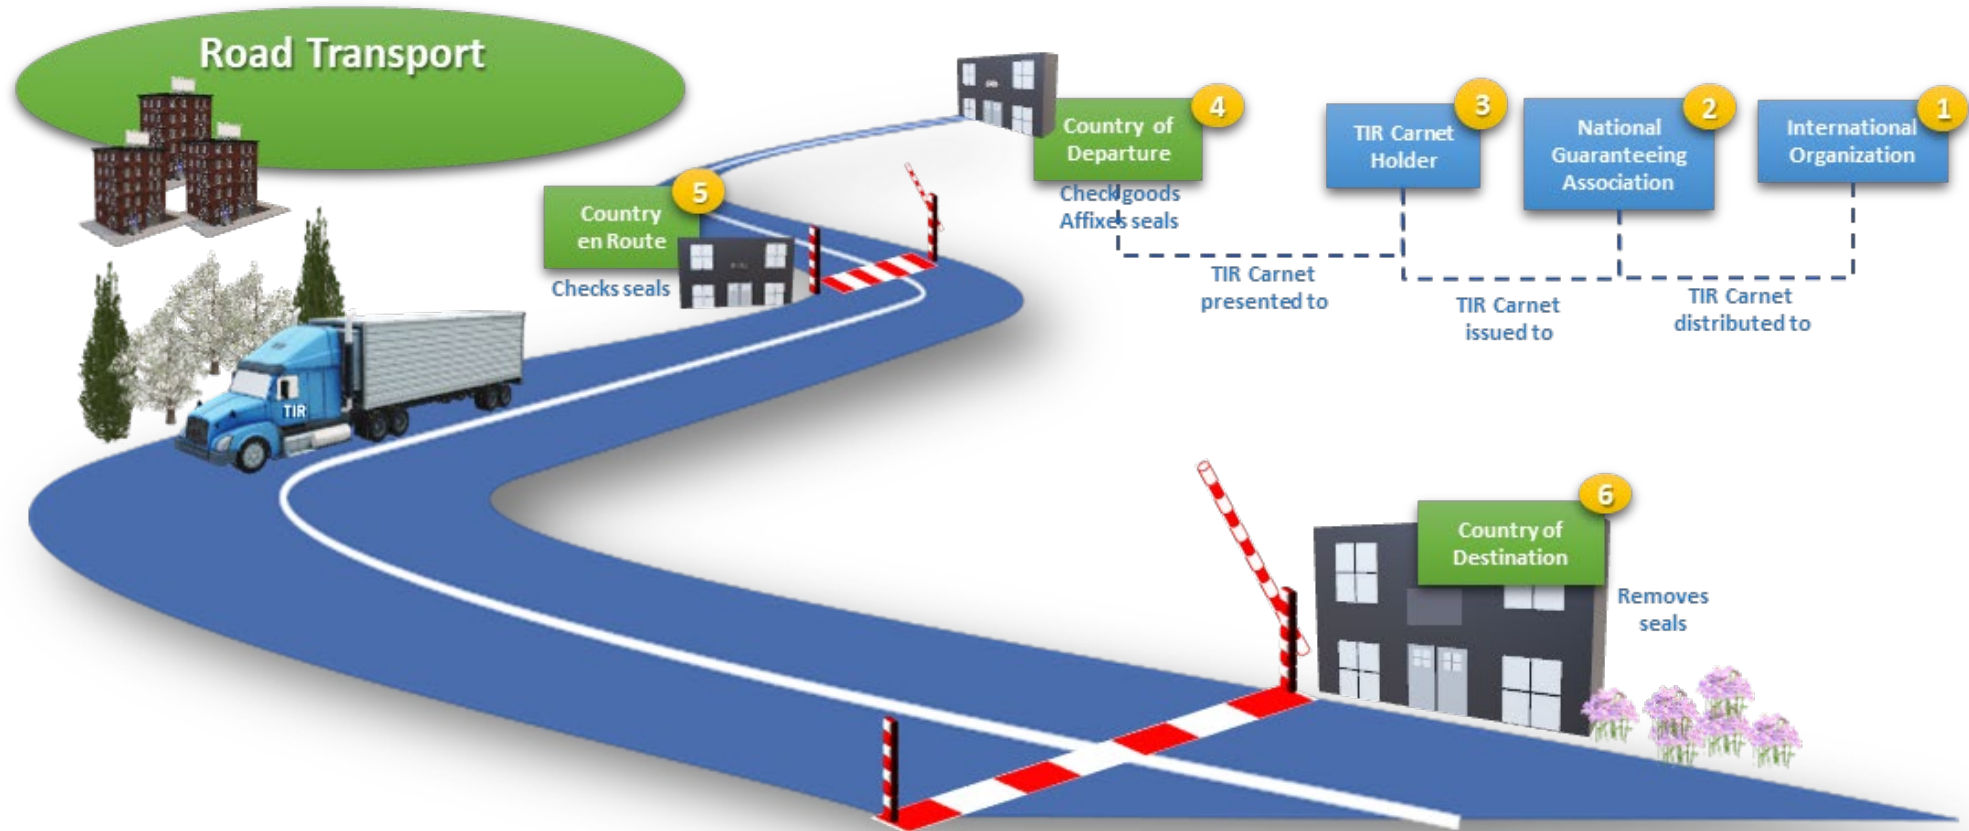 Road Transport
4
Country of
Departure
Check goods
Affixes seals
3
TIR Carnet
Holder
2
National
Guaranteeing
Association
1
International
Organization
TIR Carnet
presented to
TIR Carnet
issued to
TIR Carnet
distributed to
5
Country
en Route
Checks seals
TIR
6
Country of
Destination
Removes
seals